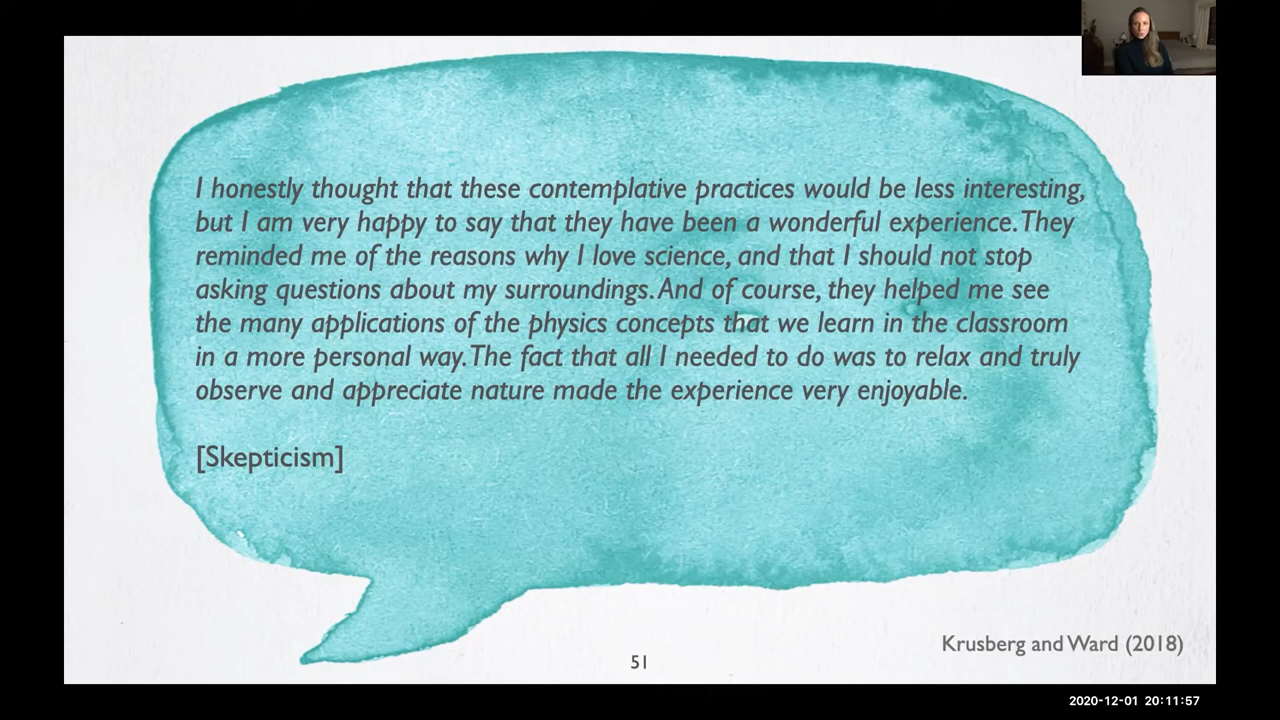 I honestly thought that these contemplative practices would be less interesting,
but I am very happy to say that they have been a wonderful experience. They
reminded me of the reasons why I love science, and that I should not stop
asking questions about my surroundings. And of course, they helped me see
the many applications of the physics concepts that we learn in the classroom
in a more personal way. The fact that all I needed to do was to relax and truly
observe and appreciate nature made the experience very enjoyable.
[Skepticism]
Krusberg and Ward (2018)
51
2020-12-01 20:11:57